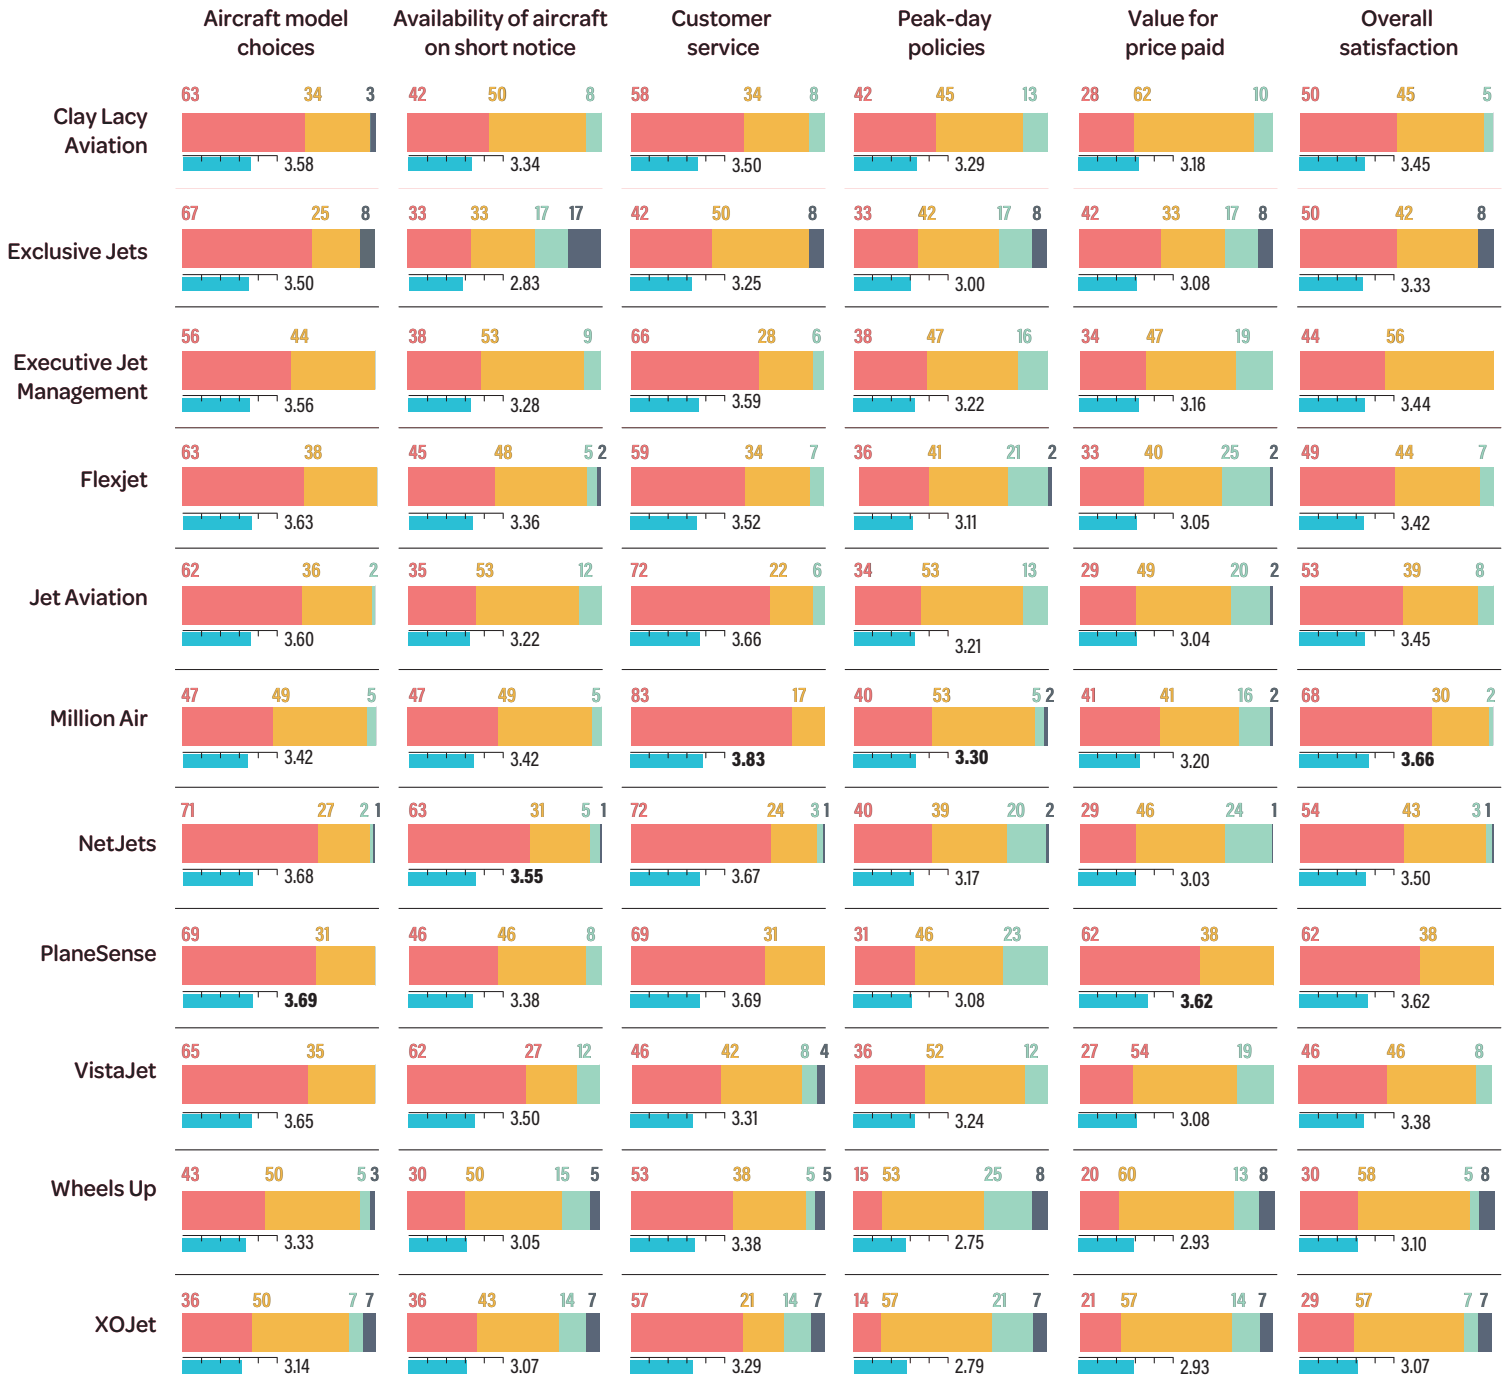 Aircraft model choices
Availability of aircraft on short notice
Customer service
Peak-day policies
Value for price paid
Overall satisfaction
Clay Lacy Aviation
63 34 3 42 50 8 58 34 8 42 45 13 28 62 10 50 45 5
3.58 3.34 3.50 3.29 3.18 3.45
Exclusive Jets
67 25 8 33 33 17 17 42 50 8 33 42 17 8 42 33 17 8 50 42 8
3.50 2.83 3.25 3.00 3.08 3.33
Executive Jet Management
56 44 38 53 9 66 28 6 38 47 16 34 47 19 44 56
3.56 3.28 3.59 3.22 3.16 3.44
Flexjet
63 38 45 48 5 2 59 34 7 36 41 21 2 33 40 25 2 49 44 7
3.63 3.36 3.52 3.11 3.05 3.42
Jet Aviation
62 36 2 35 53 12 72 22 6 34 53 13 29 49 20 2 53 39 8
3.60 3.22 3.66 3.21 3.04 3.45
Million Air
47 49 5 47 49 5 83 17 40 53 5 2 41 41 16 2 68 30 2
3.42 3.42 3.83 3.30 3.20 3.66
NetJets
71 27 2 1 63 31 5 1 72 24 3 1 40 39 20 2 29 46 24 1 54 43 3 1
3.68 3.55 3.67 3.17 3.03 3.50
PlaneSense
69 31 46 46 8 69 31 31 46 23 62 38 62 38
3.69 3.38 3.69 3.08 3.62 3.62
VistaJet
65 35 62 27 12 46 42 8 4 36 52 12 27 54 19 46 46 8
3.65 3.50 3.31 3.24 3.08 3.38
Wheels Up
43 50 5 3 30 50 15 5 53 38 5 5 15 53 25 8 20 60 13 8 30 58 5 8
3.33 3.05 3.38 2.75 2.93 3.10
XOJet
36 50 7 7 36 43 14 7 57 21 14 7 14 57 21 7 21 57 14 7 29 57 7 7
3.14 3.07 3.29 2.79 2.93 3.07